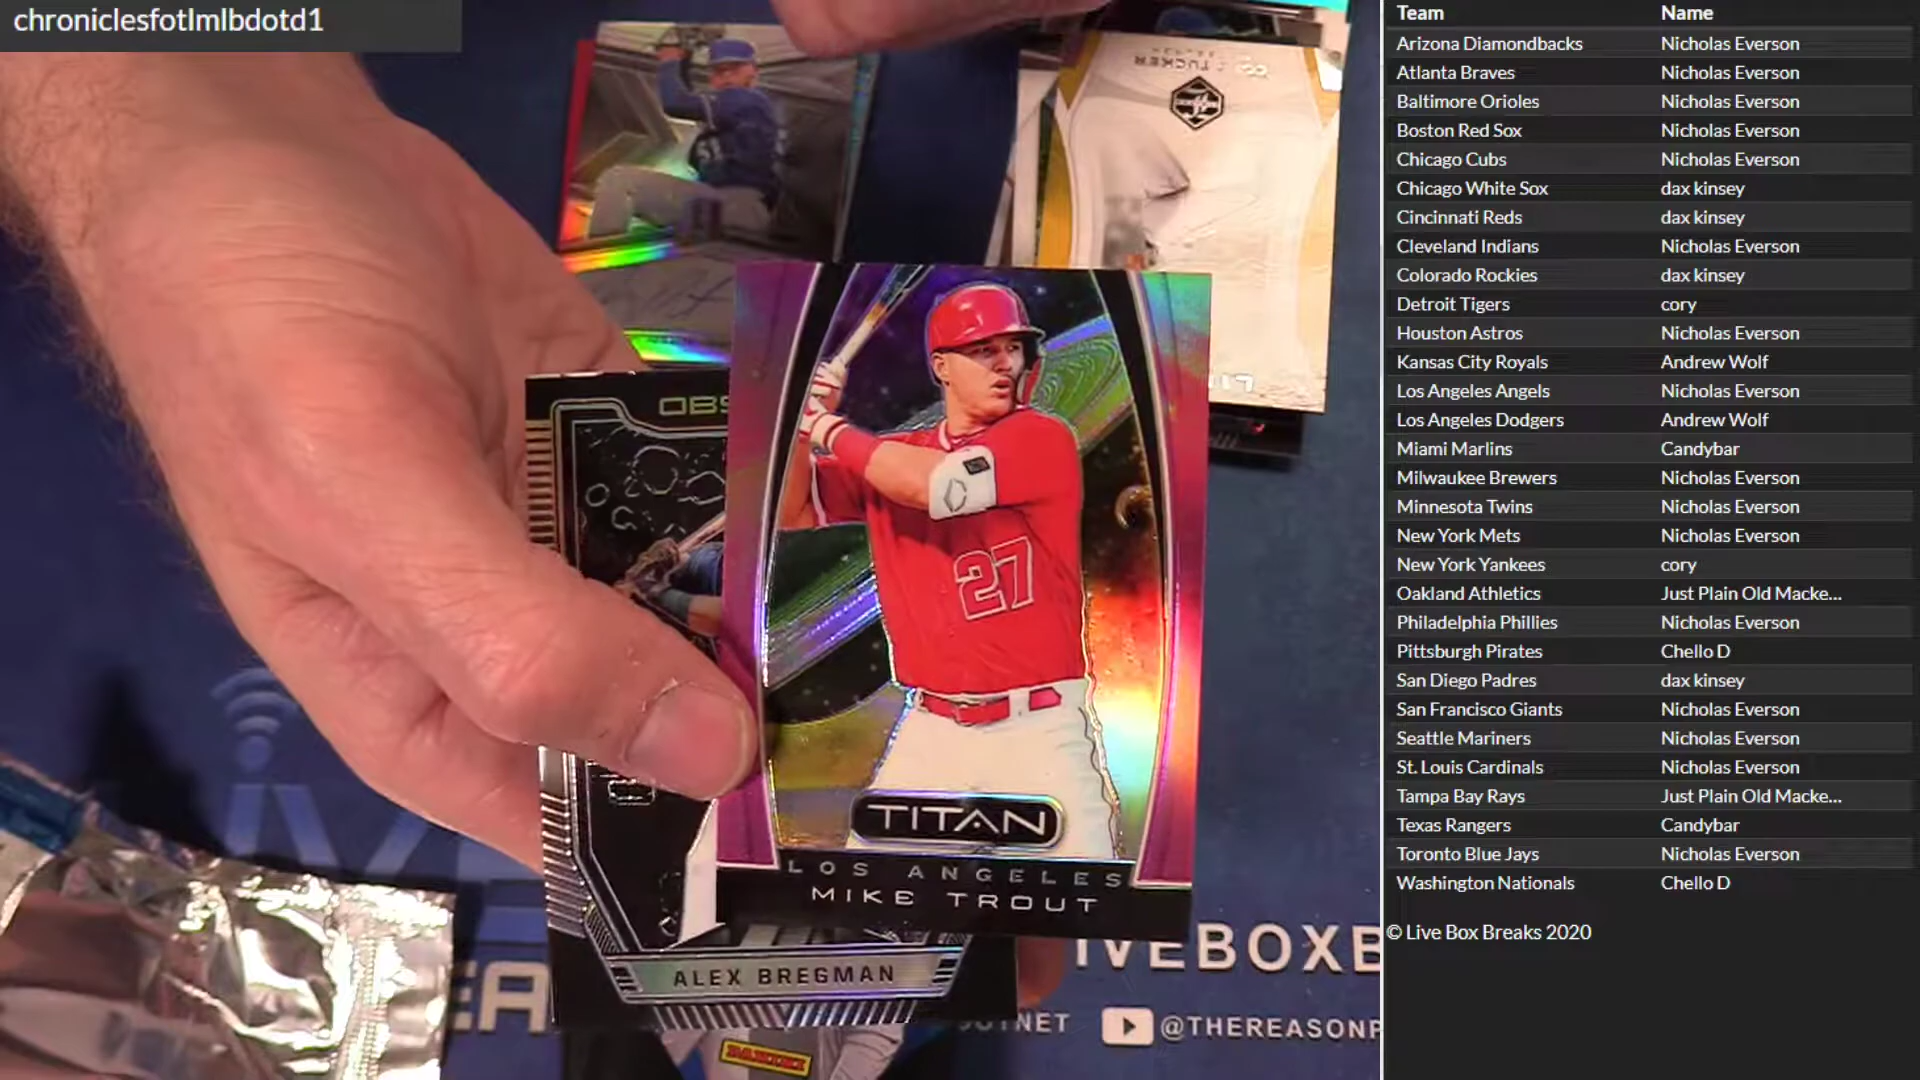 chroniclesfotlmlbdotd1
TUCKER
OBS
27
TITAN
LOS ANGELES
MIKE TROUT
ALEX BREGMAN
PANINI
IVEBOXB
@THEREASONP
Team Name
Arizona Diamondbacks Nicholas Everson
Atlanta Braves Nicholas Everson
Baltimore Orioles Nicholas Everson
Boston Red Sox Nicholas Everson
Chicago Cubs Nicholas Everson
Chicago White Sox dax kinsey
Cincinnati Reds dax kinsey
Cleveland Indians Nicholas Everson
Colorado Rockies dax kinsey
Detroit Tigers cory
Houston Astros Nicholas Everson
Kansas City Royals Andrew Wolf
Los Angeles Angels Nicholas Everson
Los Angeles Dodgers Andrew Wolf
Miami Marlins Candybar
Milwaukee Brewers Nicholas Everson
Minnesota Twins Nicholas Everson
New York Mets Nicholas Everson
New York Yankees cory
Oakland Athletics Just Plain Old Macke...
Philadelphia Phillies Nicholas Everson
Pittsburgh Pirates Chello D
San Diego Padres dax kinsey
San Francisco Giants Nicholas Everson
Seattle Mariners Nicholas Everson
St. Louis Cardinals Nicholas Everson
Tampa Bay Rays Just Plain Old Macke...
Texas Rangers Candybar
Toronto Blue Jays Nicholas Everson
Washington Nationals Chello D
© Live Box Breaks 2020